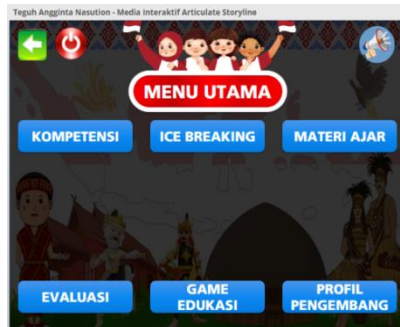 Teguh Angginta Nasution - Media Interaktif Articulate Storyline
MENU UTAMA
KOMPETENSI
ICE BREAKING
MATERI AJAR
EVALUASI
GAME
EDUKASI
PROFIL
PENGEMBANG